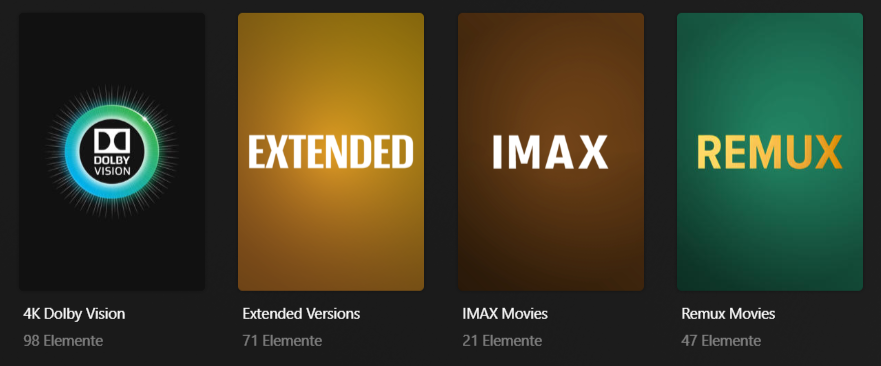 DOLBY
VISION
EXTENDED
IMAX
REMUX
4K Dolby Vision
98 Elemente
Extended Versions
71 Elemente
IMAX Movies
21 Elemente
Remux Movies
47 Elemente